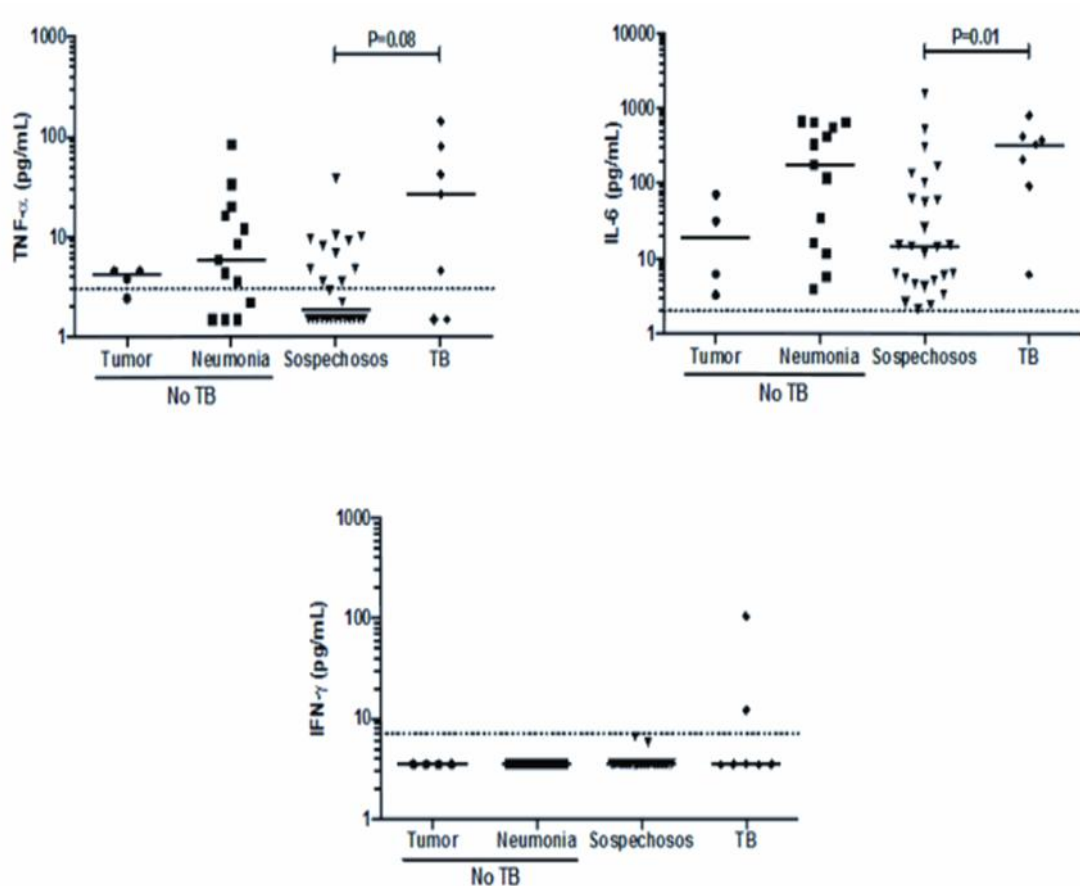 TNF-α (pg/mL)
1000
100
10
1
P=0.08
Tumor Neumonia Sospechosos TB
No TB
IL-6 (pg/mL)
10000
1000
100
10
1
P=0.01
Tumor Neumonia Sospechosos TB
No TB
IFN-γ (pg/mL)
1000
100
10
1
Tumor Neumonia Sospechosos TB
No TB